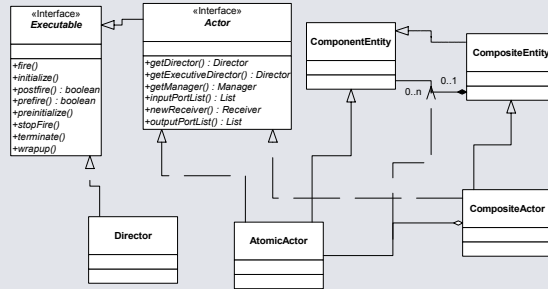 «Interface»
Executable
+fire()
+initialize()
+postfire() : boolean
+prefire() : boolean
+preinitialize()
+stopFire()
+terminate()
+wrapup()
«Interface»
Actor
+getDirector() : Director
+getExecutiveDirector() : Director
+getManager() : Manager
+inputPortList() : List
+newReceiver() : Receiver
+outputPortList() : List
ComponentEntity
CompositeEntity
0..n
0..1
Director
AtomicActor
CompositeActor